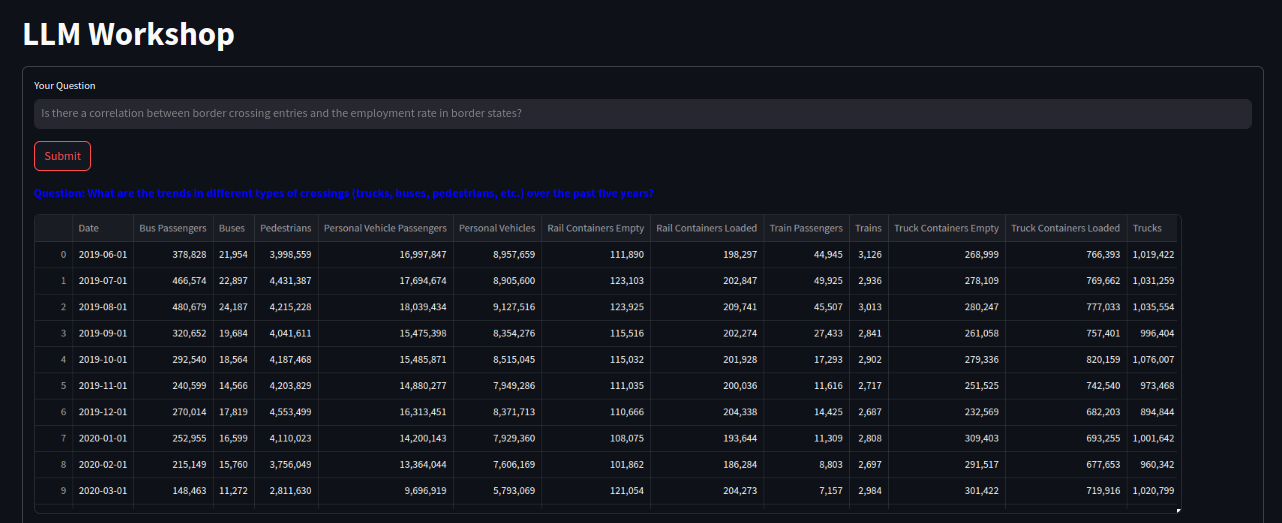 LLM Workshop
Your Question
Is there a correlation between border crossing entries and the employment rate in border states?
Submit
Question: What are the trends in different types of crossings (trucks, buses, pedestrians, etc.) over the past five years?
Date Bus Passengers Buses Pedestrians Personal Vehicle Passengers Personal Vehicles Rail Containers Empty Rail Containers Loaded Train Passengers Trains Truck Containers Empty Truck Containers Loaded Trucks
0 2019-06-01 378,828 21,954 3,998,559 16,997,847 8,957,659 111,890 198,297 44,945 3,126 268,999 766,393 1,019,422
1 2019-07-01 466,574 22,897 4,431,387 17,694,674 8,905,600 123,103 202,847 49,925 2,936 278,109 769,662 1,031,259
2 2019-08-01 480,679 24,187 4,215,228 18,039,434 9,127,516 123,925 209,741 45,507 3,013 280,247 777,033 1,035,554
3 2019-09-01 320,652 19,684 4,041,611 15,475,398 8,354,276 115,516 202,274 27,433 2,841 261,058 757,401 996,404
4 2019-10-01 292,540 18,564 4,187,468 15,485,871 8,515,045 115,032 201,928 17,293 2,902 279,336 820,159 1,076,007
5 2019-11-01 240,599 14,566 4,203,829 14,880,277 7,949,286 111,035 200,036 11,616 2,717 251,525 742,540 973,468
6 2019-12-01 270,014 17,819 4,553,499 16,313,451 8,371,713 110,666 204,338 14,425 2,687 232,569 682,203 894,844
7 2020-01-01 252,955 16,599 4,110,023 14,200,143 7,929,360 108,075 193,644 11,309 2,808 309,403 693,255 1,001,642
8 2020-02-01 215,149 15,760 3,756,049 13,364,044 7,606,169 101,862 186,284 8,803 2,697 291,517 677,653 960,342
9 2020-03-01 148,463 11,272 2,811,630 9,696,919 5,793,069 121,054 204,273 7,157 2,984 301,422 719,916 1,020,799